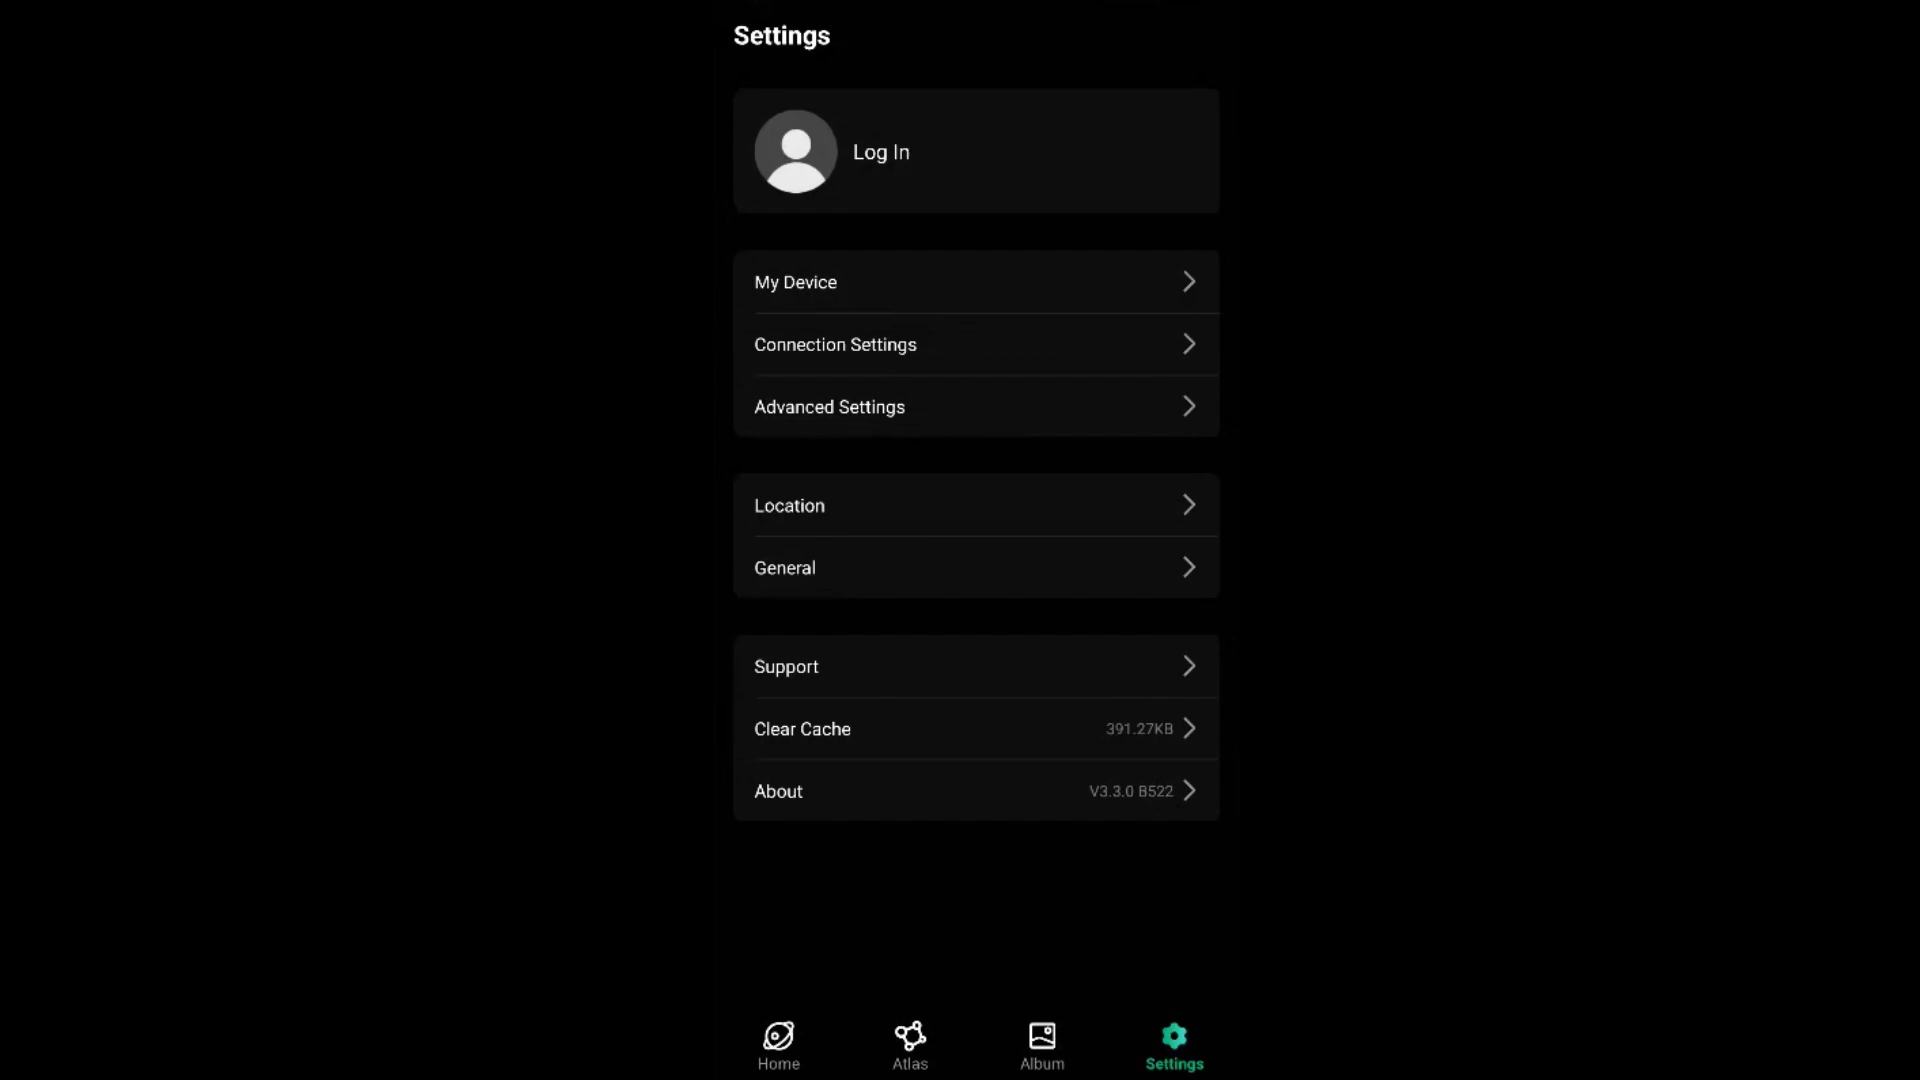 Settings
Log In
My Device
Connection Settings
Advanced Settings
Location
General
Support
Clear Cache 391.27KB
About V3.3.0 B522
Home Atlas Album Settings